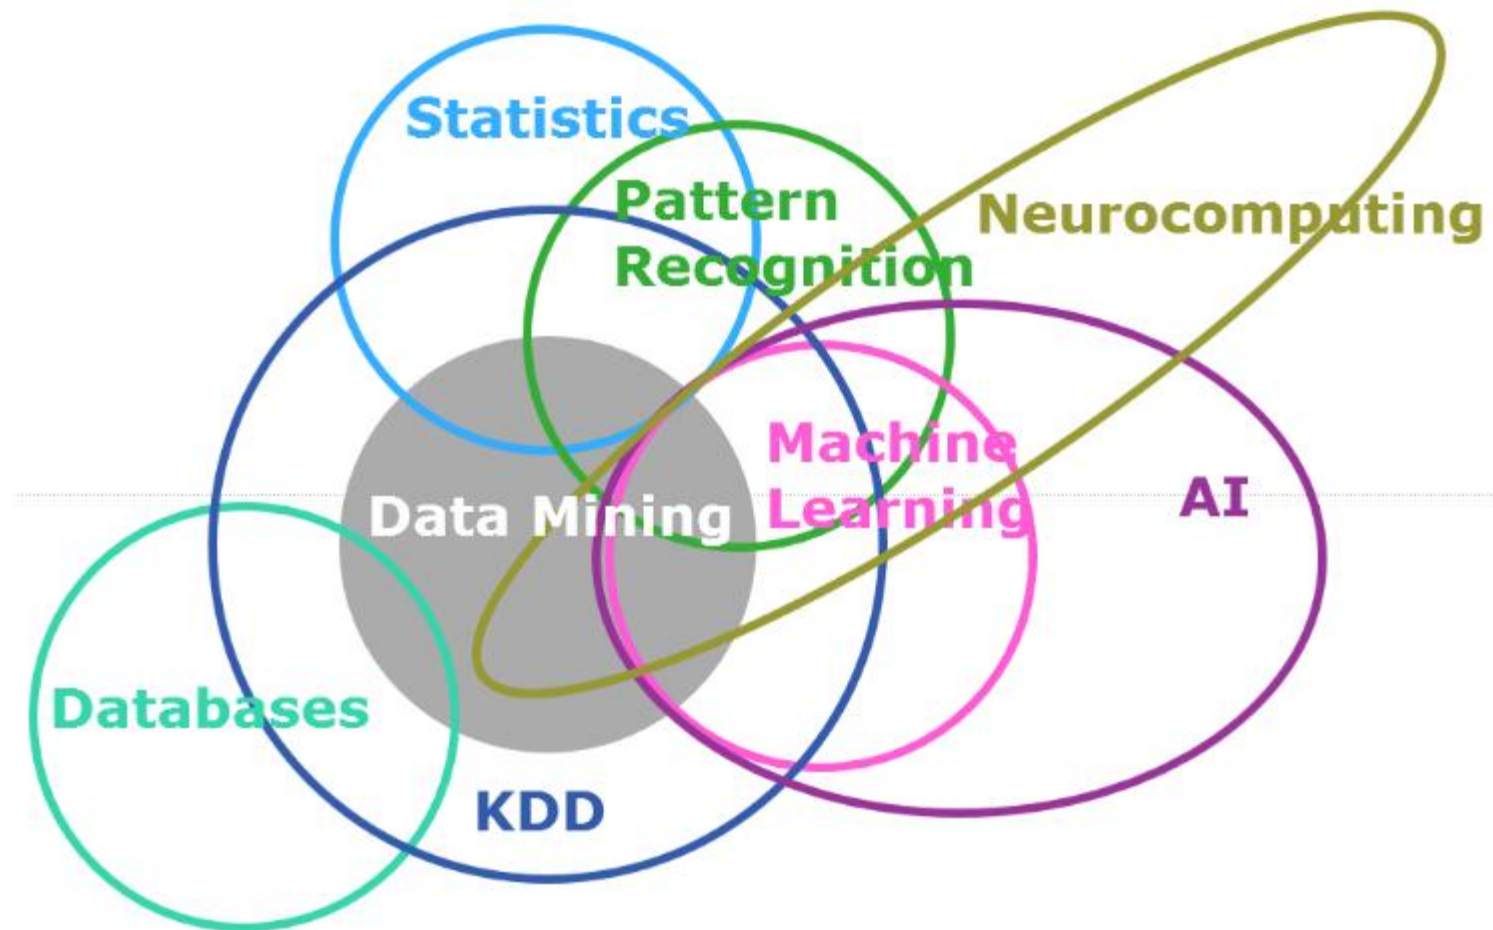 Statistics
Pattern
Recognition
Neurocomputing
Machine
Learning
AI
Data Mining
Databases
KDD